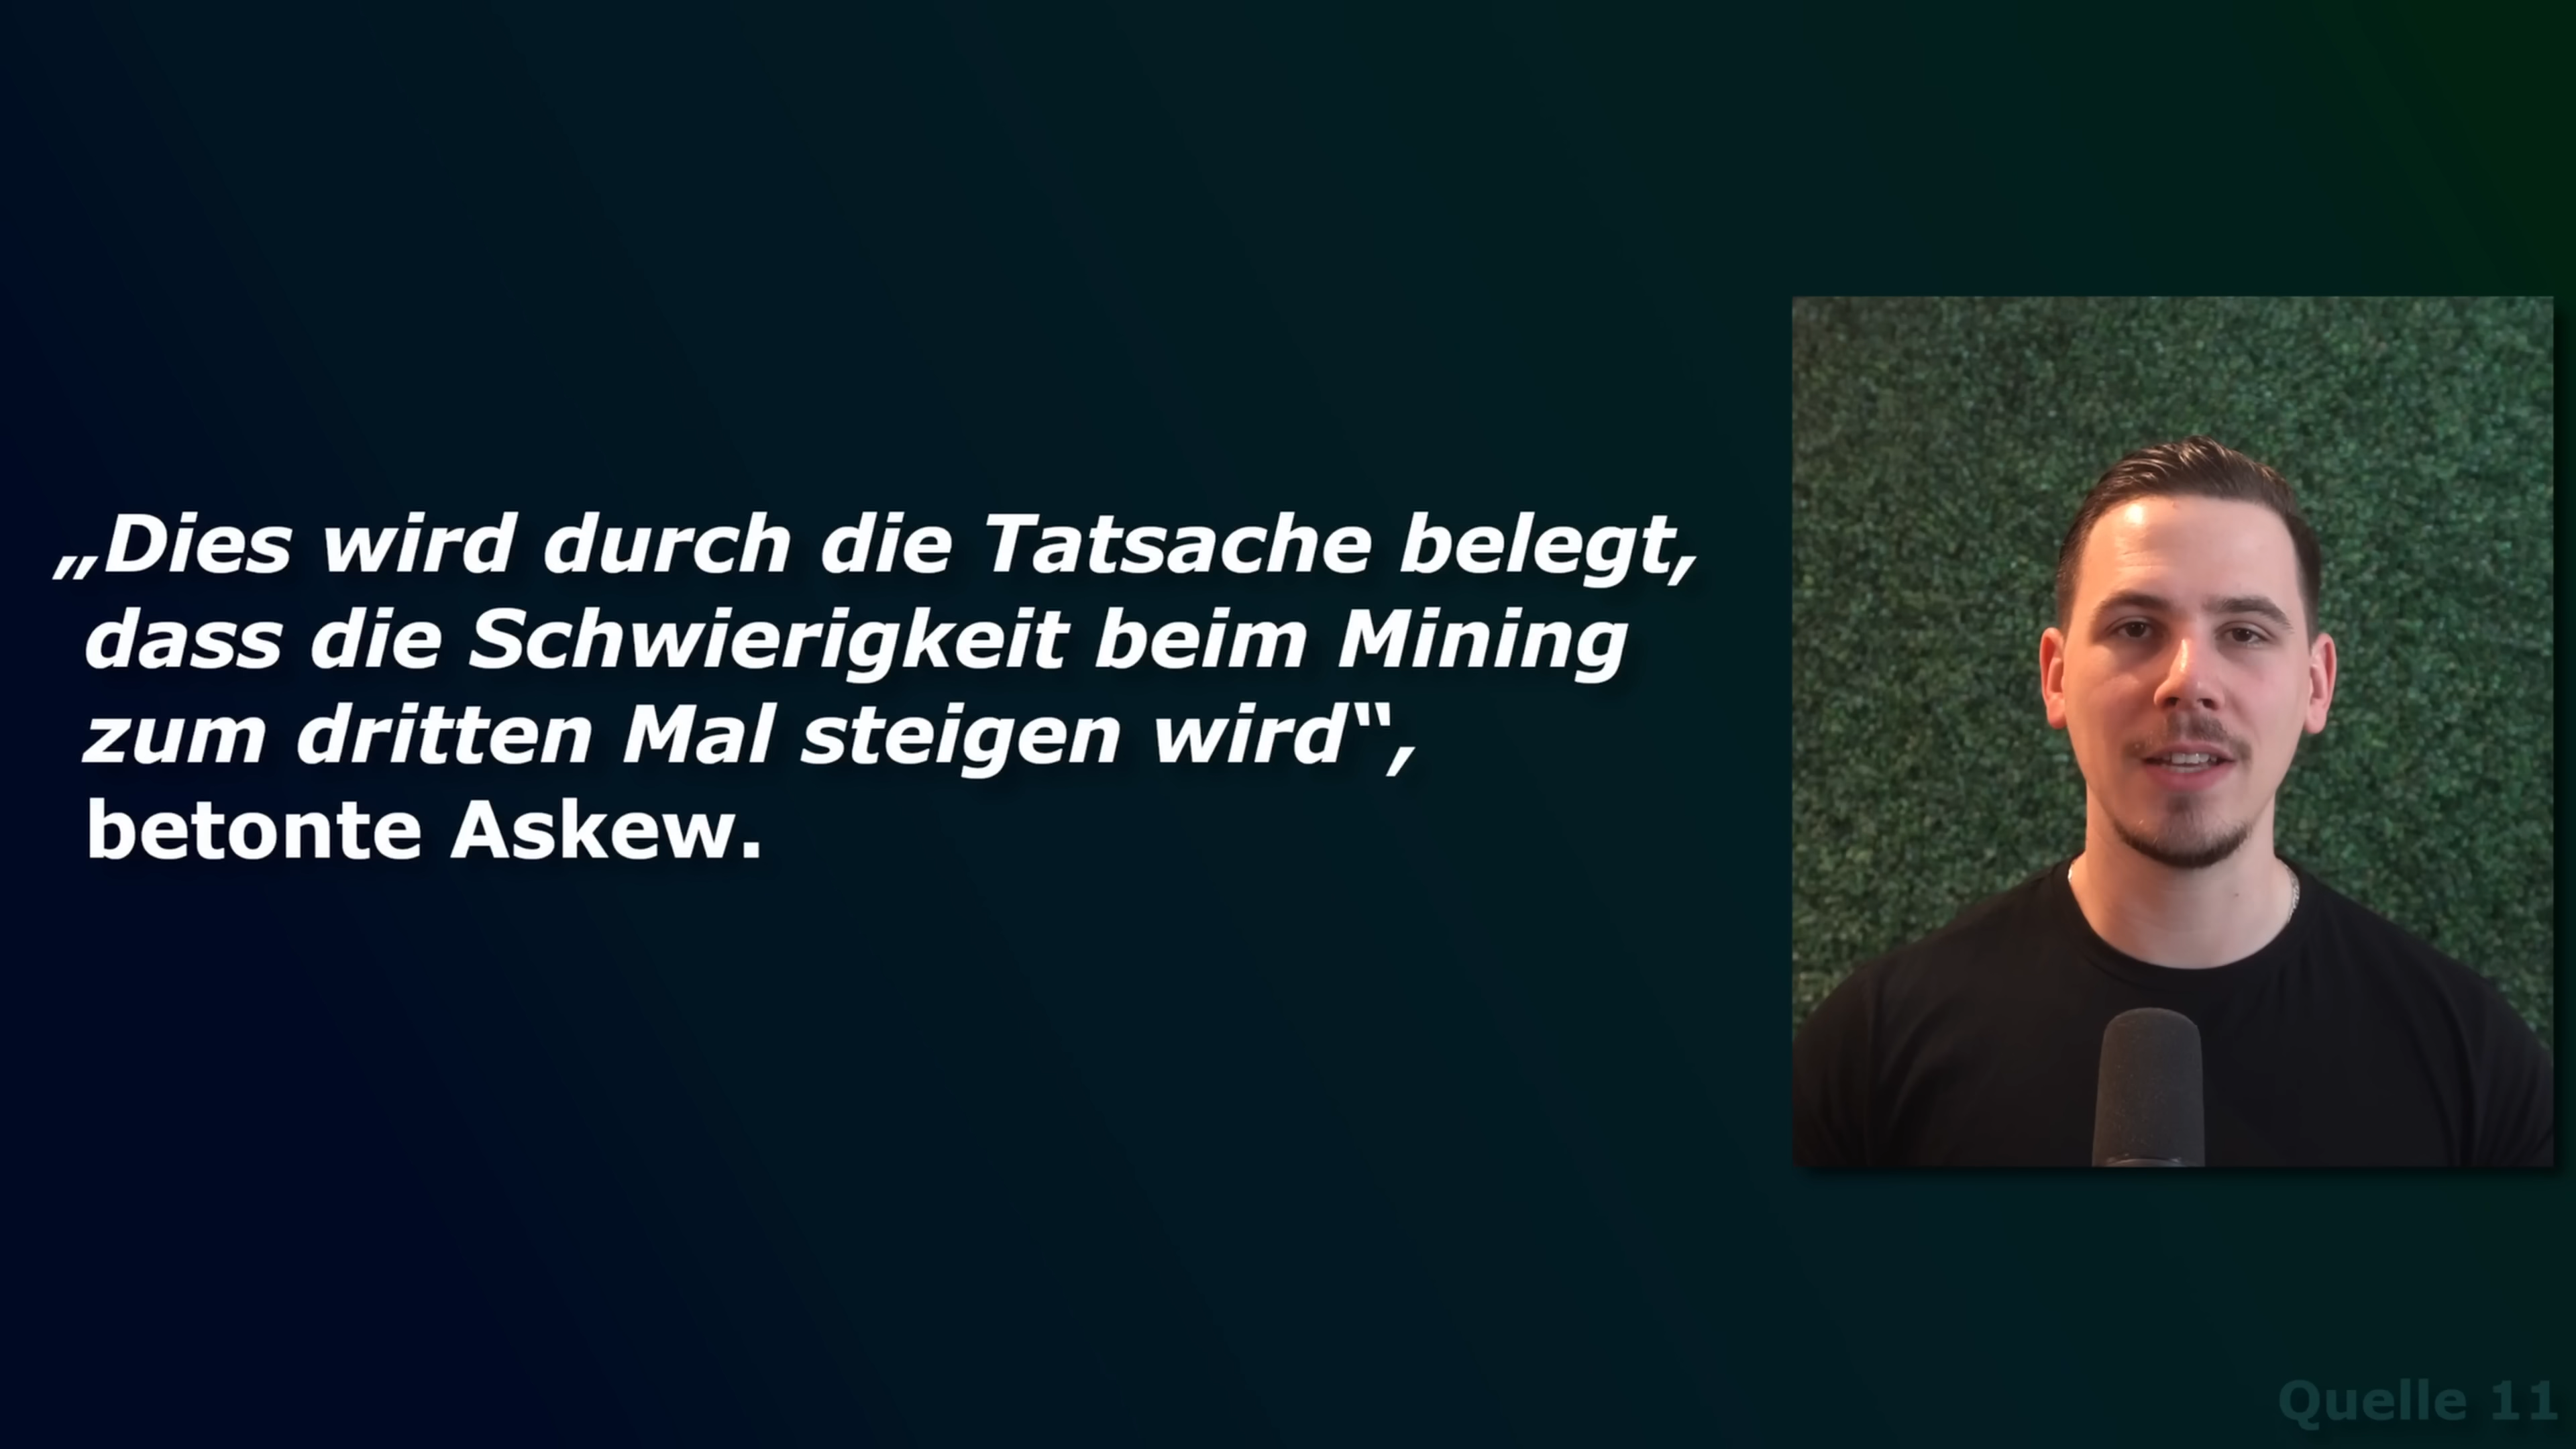 „Dies wird durch die Tatsache belegt,
dass die Schwierigkeit beim Mining
zum dritten Mal steigen wird“,
betonte Askew.
Quelle 11